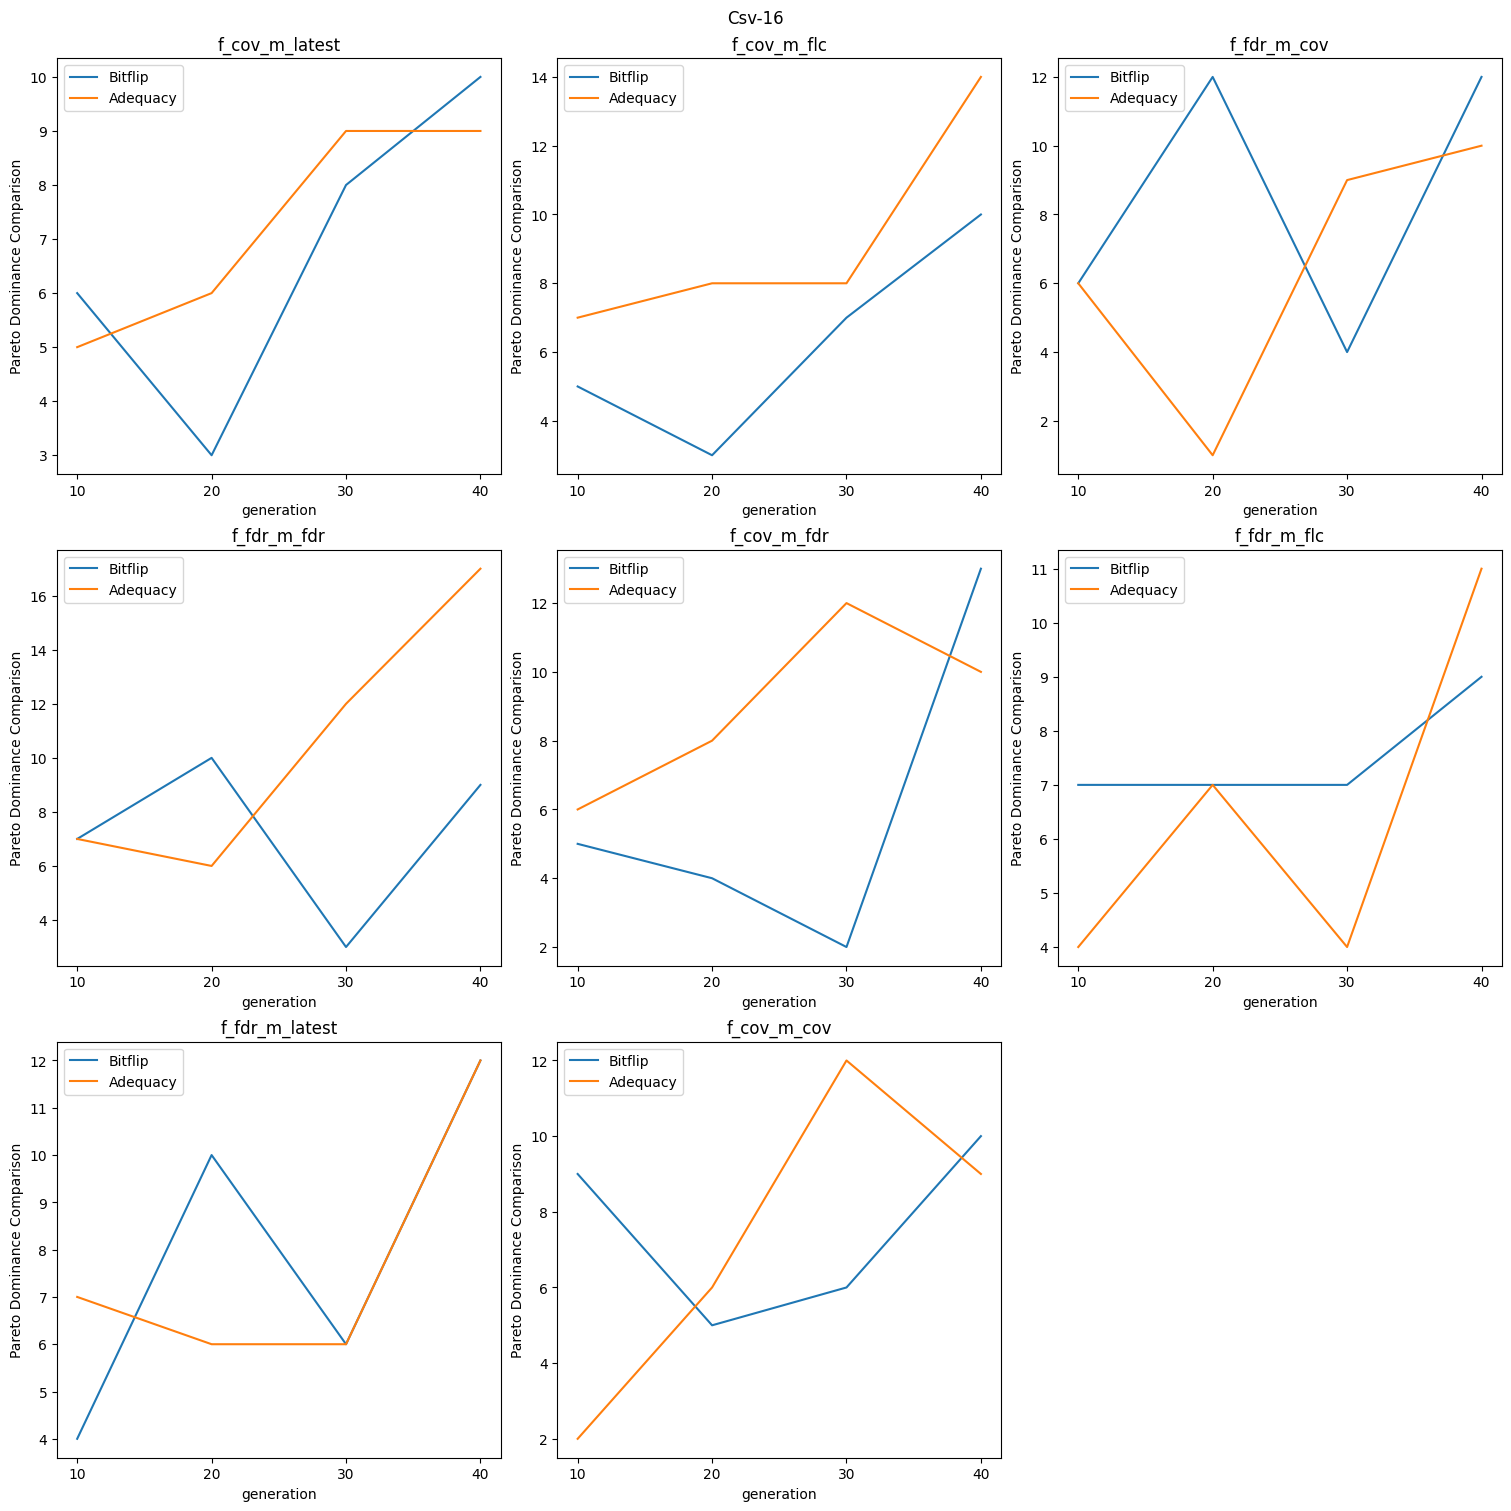 Csv-16
f_cov_m_latest
Bitflip
Adequacy
Pareto Dominance Comparison
10
9
8
7
6
5
4
3
10 20 30 40
generation
f_cov_m_flc
Bitflip
Adequacy
Pareto Dominance Comparison
14
12
10
8
6
4
10 20 30 40
generation
f_fdr_m_cov
Bitflip
Adequacy
Pareto Dominance Comparison
12
10
8
6
4
2
10 20 30 40
generation
f_fdr_m_fdr
Bitflip
Adequacy
Pareto Dominance Comparison
16
14
12
10
8
6
4
10 20 30 40
generation
f_cov_m_fdr
Bitflip
Adequacy
Pareto Dominance Comparison
12
10
8
6
4
2
10 20 30 40
generation
f_fdr_m_flc
Bitflip
Adequacy
Pareto Dominance Comparison
11
10
9
8
7
6
5
4
10 20 30 40
generation
f_fdr_m_latest
Bitflip
Adequacy
Pareto Dominance Comparison
12
11
10
9
8
7
6
5
4
10 20 30 40
generation
f_cov_m_cov
Bitflip
Adequacy
Pareto Dominance Comparison
12
10
8
6
4
2
10 20 30 40
generation